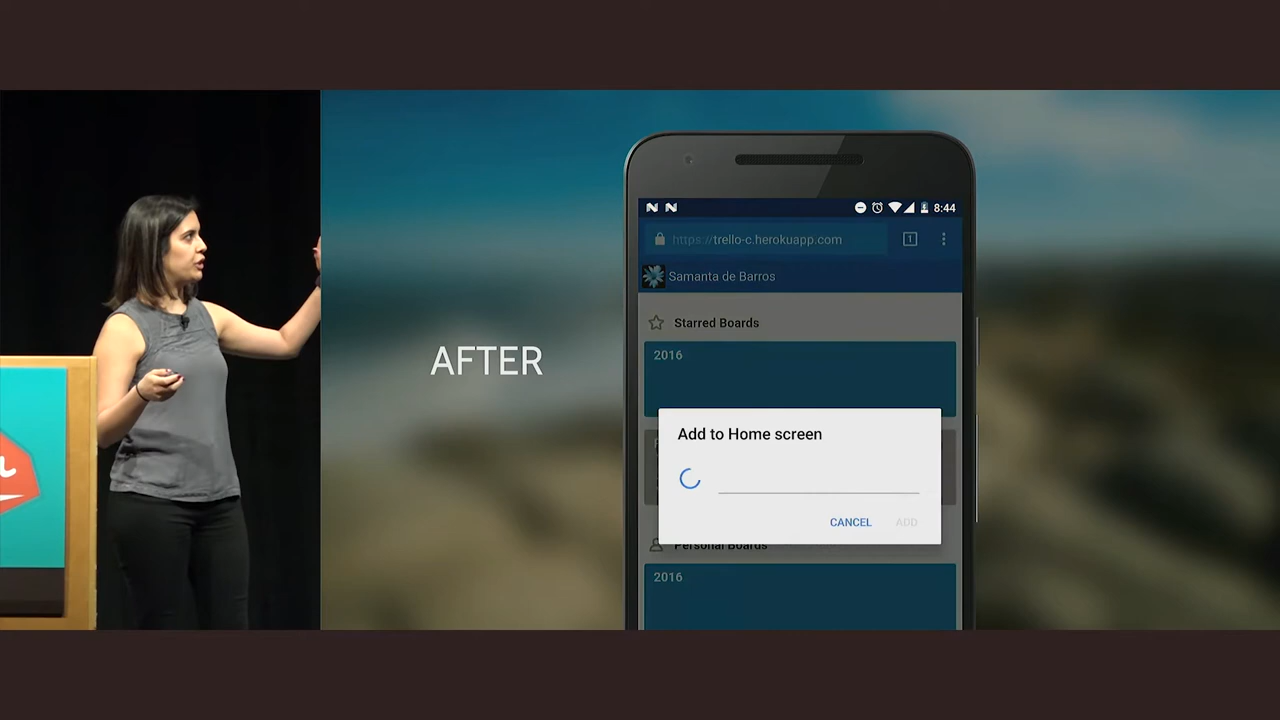 AFTER
8:44
https://trello-c.herokuapp.com
1
Samanta de Barros
Starred Boards
2016
Add to Home screen
CANCEL ADD
Personal Boards
2016